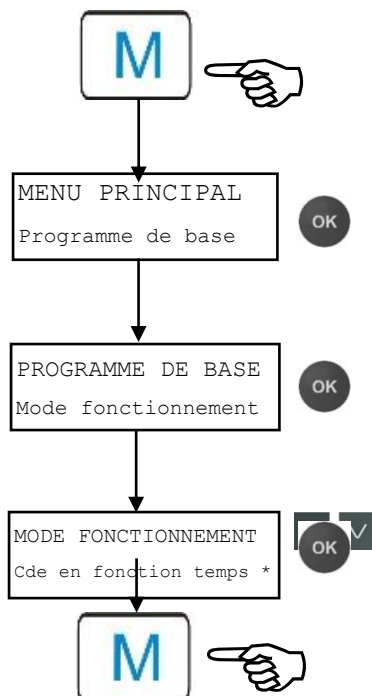 M
MENU PRINCIPAL
Programme de base
OK
PROGRAMME DE BASE
Mode fonctionnement
OK
MODE FONCTIONNEMENT
Cde en fonction temps *
OK
M